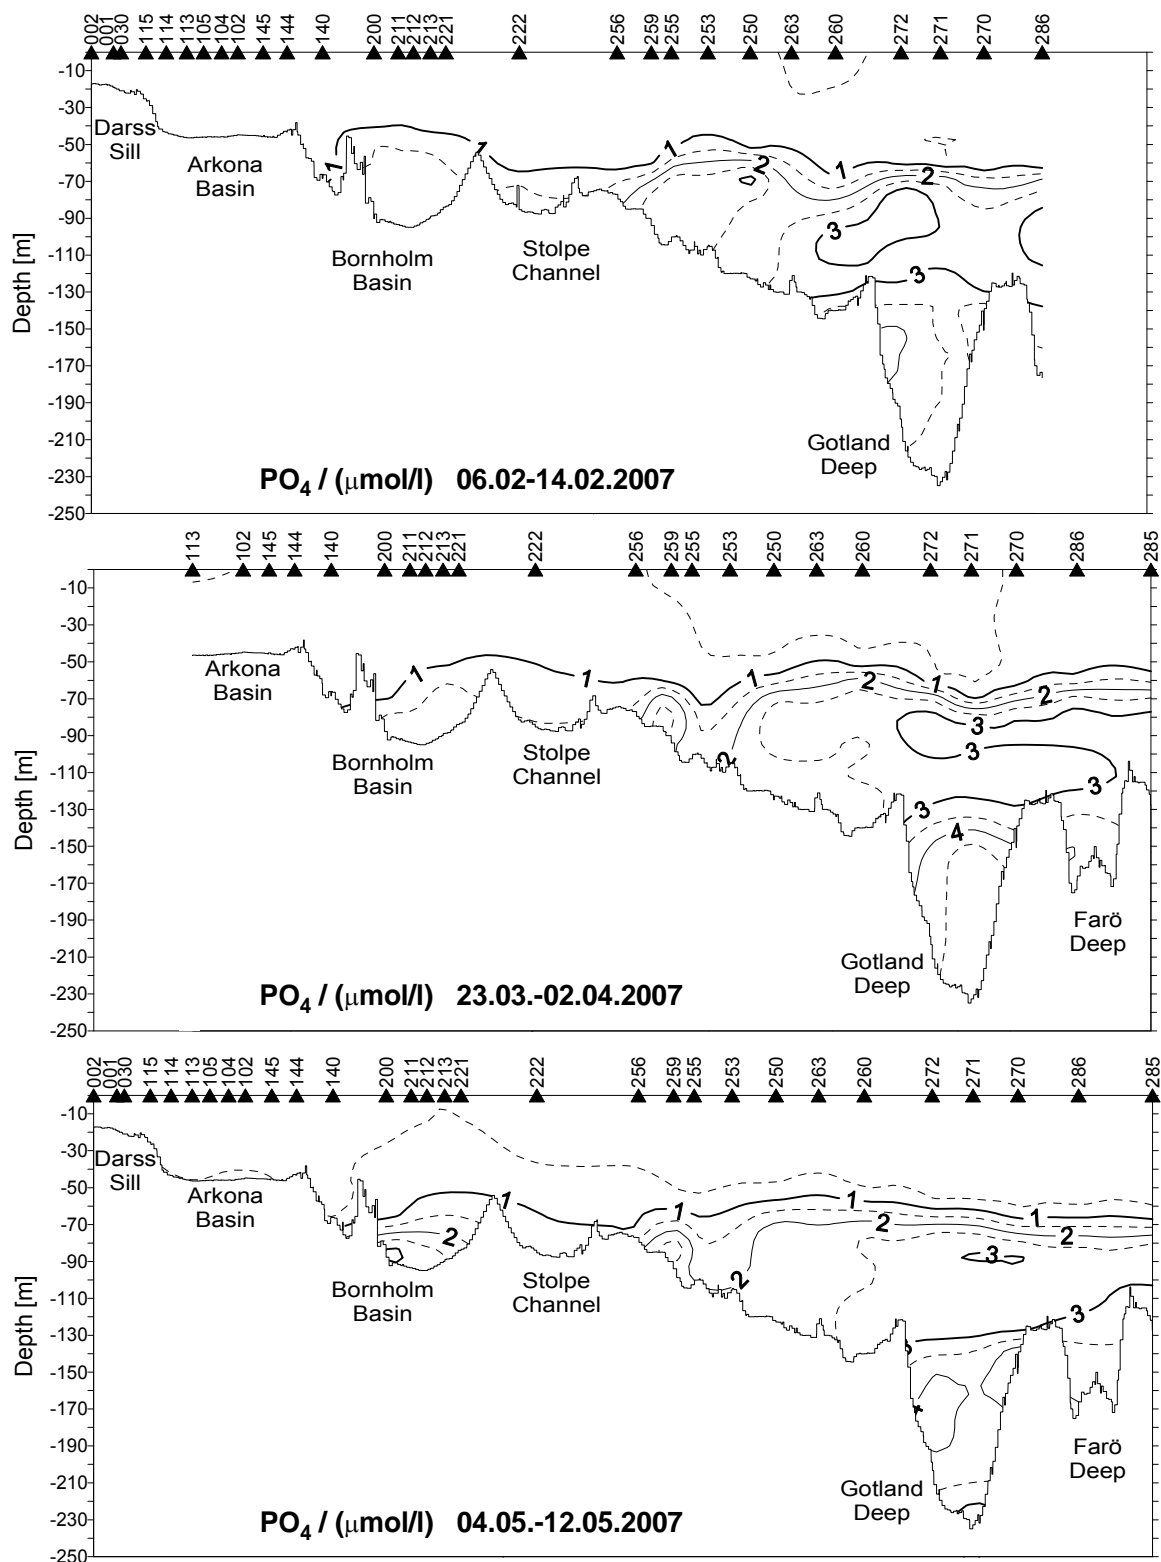 002 001 030 115 114 113 105 104 102 145 144 140 200 211 212 213 221 222 256 259 255 253 250 263 260 272 271 270 286
-10
-30
-50
-70
-90
-110
-130
-150
-170
-190
-210
-230
-250
Depth [m]
Darss
Sill
Arkona
Basin
Bornholm
Basin
Stolpe
Channel
Gotland
Deep
1 1 1 2 1 2 3 3
PO4 / (μmol/l) 06.02-14.02.2007
113 102 145 144 140 200 211 212 213 221 222 256 259 255 253 250 263 260 272 271 270 286 285
-10
-30
-50
-70
-90
-110
-130
-150
-170
-190
-210
-230
-250
Depth [m]
Arkona
Basin
Bornholm
Basin
Stolpe
Channel
Gotland
Deep
Farö
Deep
1 1 2 2 1 2 3 3 3 3 4
PO4 / (μmol/l) 23.03.-02.04.2007
002 001 030 115 114 113 105 104 102 145 144 140 200 211 212 213 221 222 256 259 255 253 250 263 260 272 271 270 286 285
-10
-30
-50
-70
-90
-110
-130
-150
-170
-190
-210
-230
-250
Depth [m]
Darss
Sill
Arkona
Basin
Bornholm
Basin
Stolpe
Channel
Gotland
Deep
Farö
Deep
2 1 1 2 1 2 1 2 3 3
PO4 / (μmol/l) 04.05.-12.05.2007